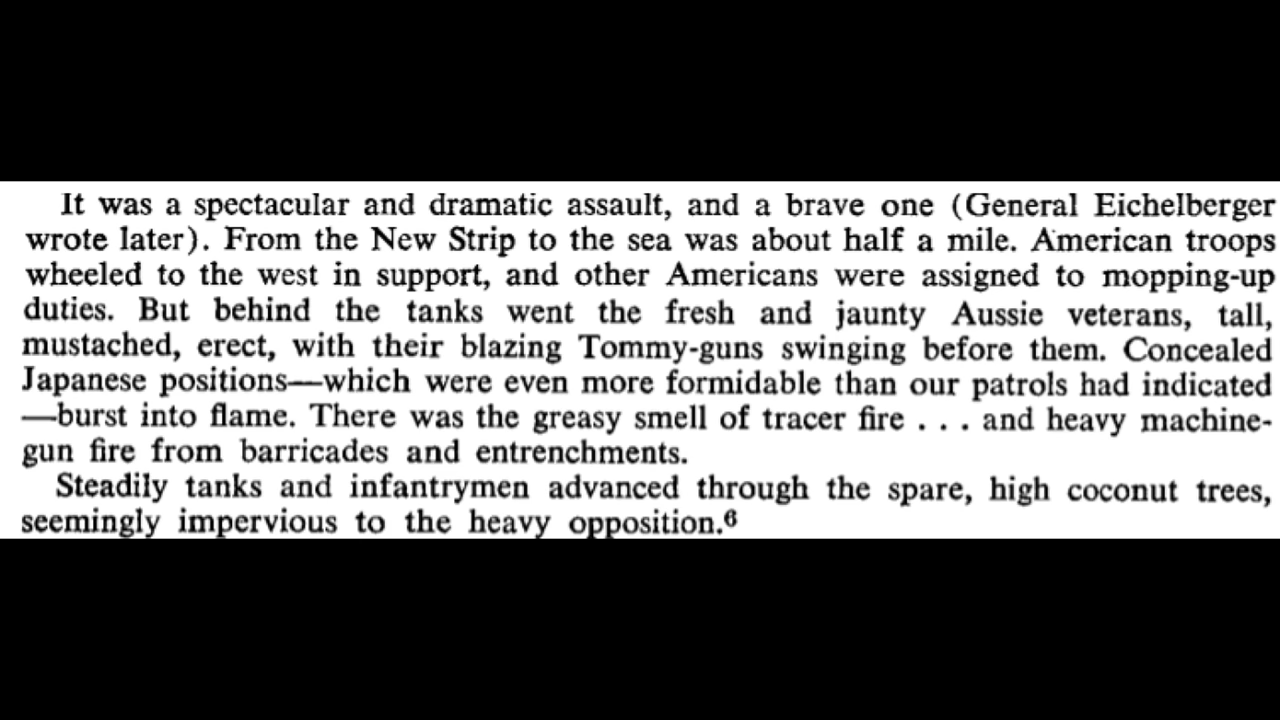 It was a spectacular and dramatic assault, and a brave one (General Eichelberger
wrote later). From the New Strip to the sea was about half a mile. American troops
wheeled to the west in support, and other Americans were assigned to mopping-up
duties. But behind the tanks went the fresh and jaunty Aussie veterans, tall,
mustached, erect, with their blazing Tommy-guns swinging before them. Concealed
Japanese positions—which were even more formidable than our patrols had indicated
—burst into flame. There was the greasy smell of tracer fire . . . and heavy machine-
gun fire from barricades and entrenchments.
Steadily tanks and infantrymen advanced through the spare, high coconut trees,
seemingly impervious to the heavy opposition.⁶